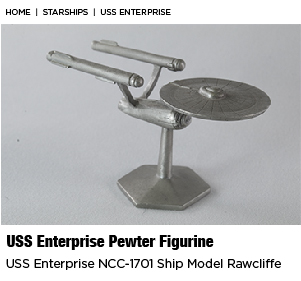 HOME | STARSHIPS | USS ENTERPRISE
USS Enterprise Pewter Figurine
USS Enterprise NCC-1701 Ship Model Rawcliffe